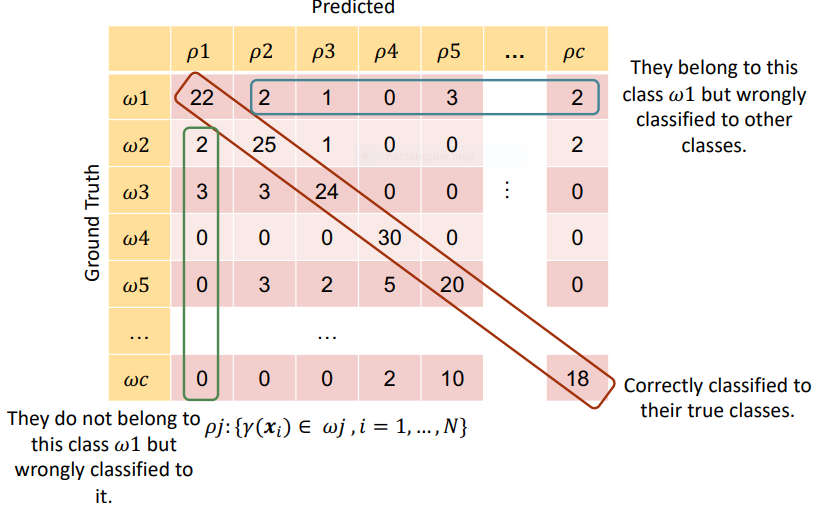 Predicted
ρ1 ρ2 ρ3 ρ4 ρ5 ... ρc
ω1 22 2 1 0 3 2
ω2 2 25 1 0 0 2
ω3 3 3 24 0 0 ⋮ 0
ω4 0 0 0 30 0 0
ω5 0 3 2 5 20 0
... ...
ωc 0 0 0 2 10 18
Ground Truth
They belong to this
class ω1 but wrongly
classified to other
classes.
Correctly classified to
their true classes.
They do not belong to
this class ω1 but
wrongly classified to
it.
ρj: {γ(𝒙ᵢ) ∈ ωj , i = 1, ... , N}